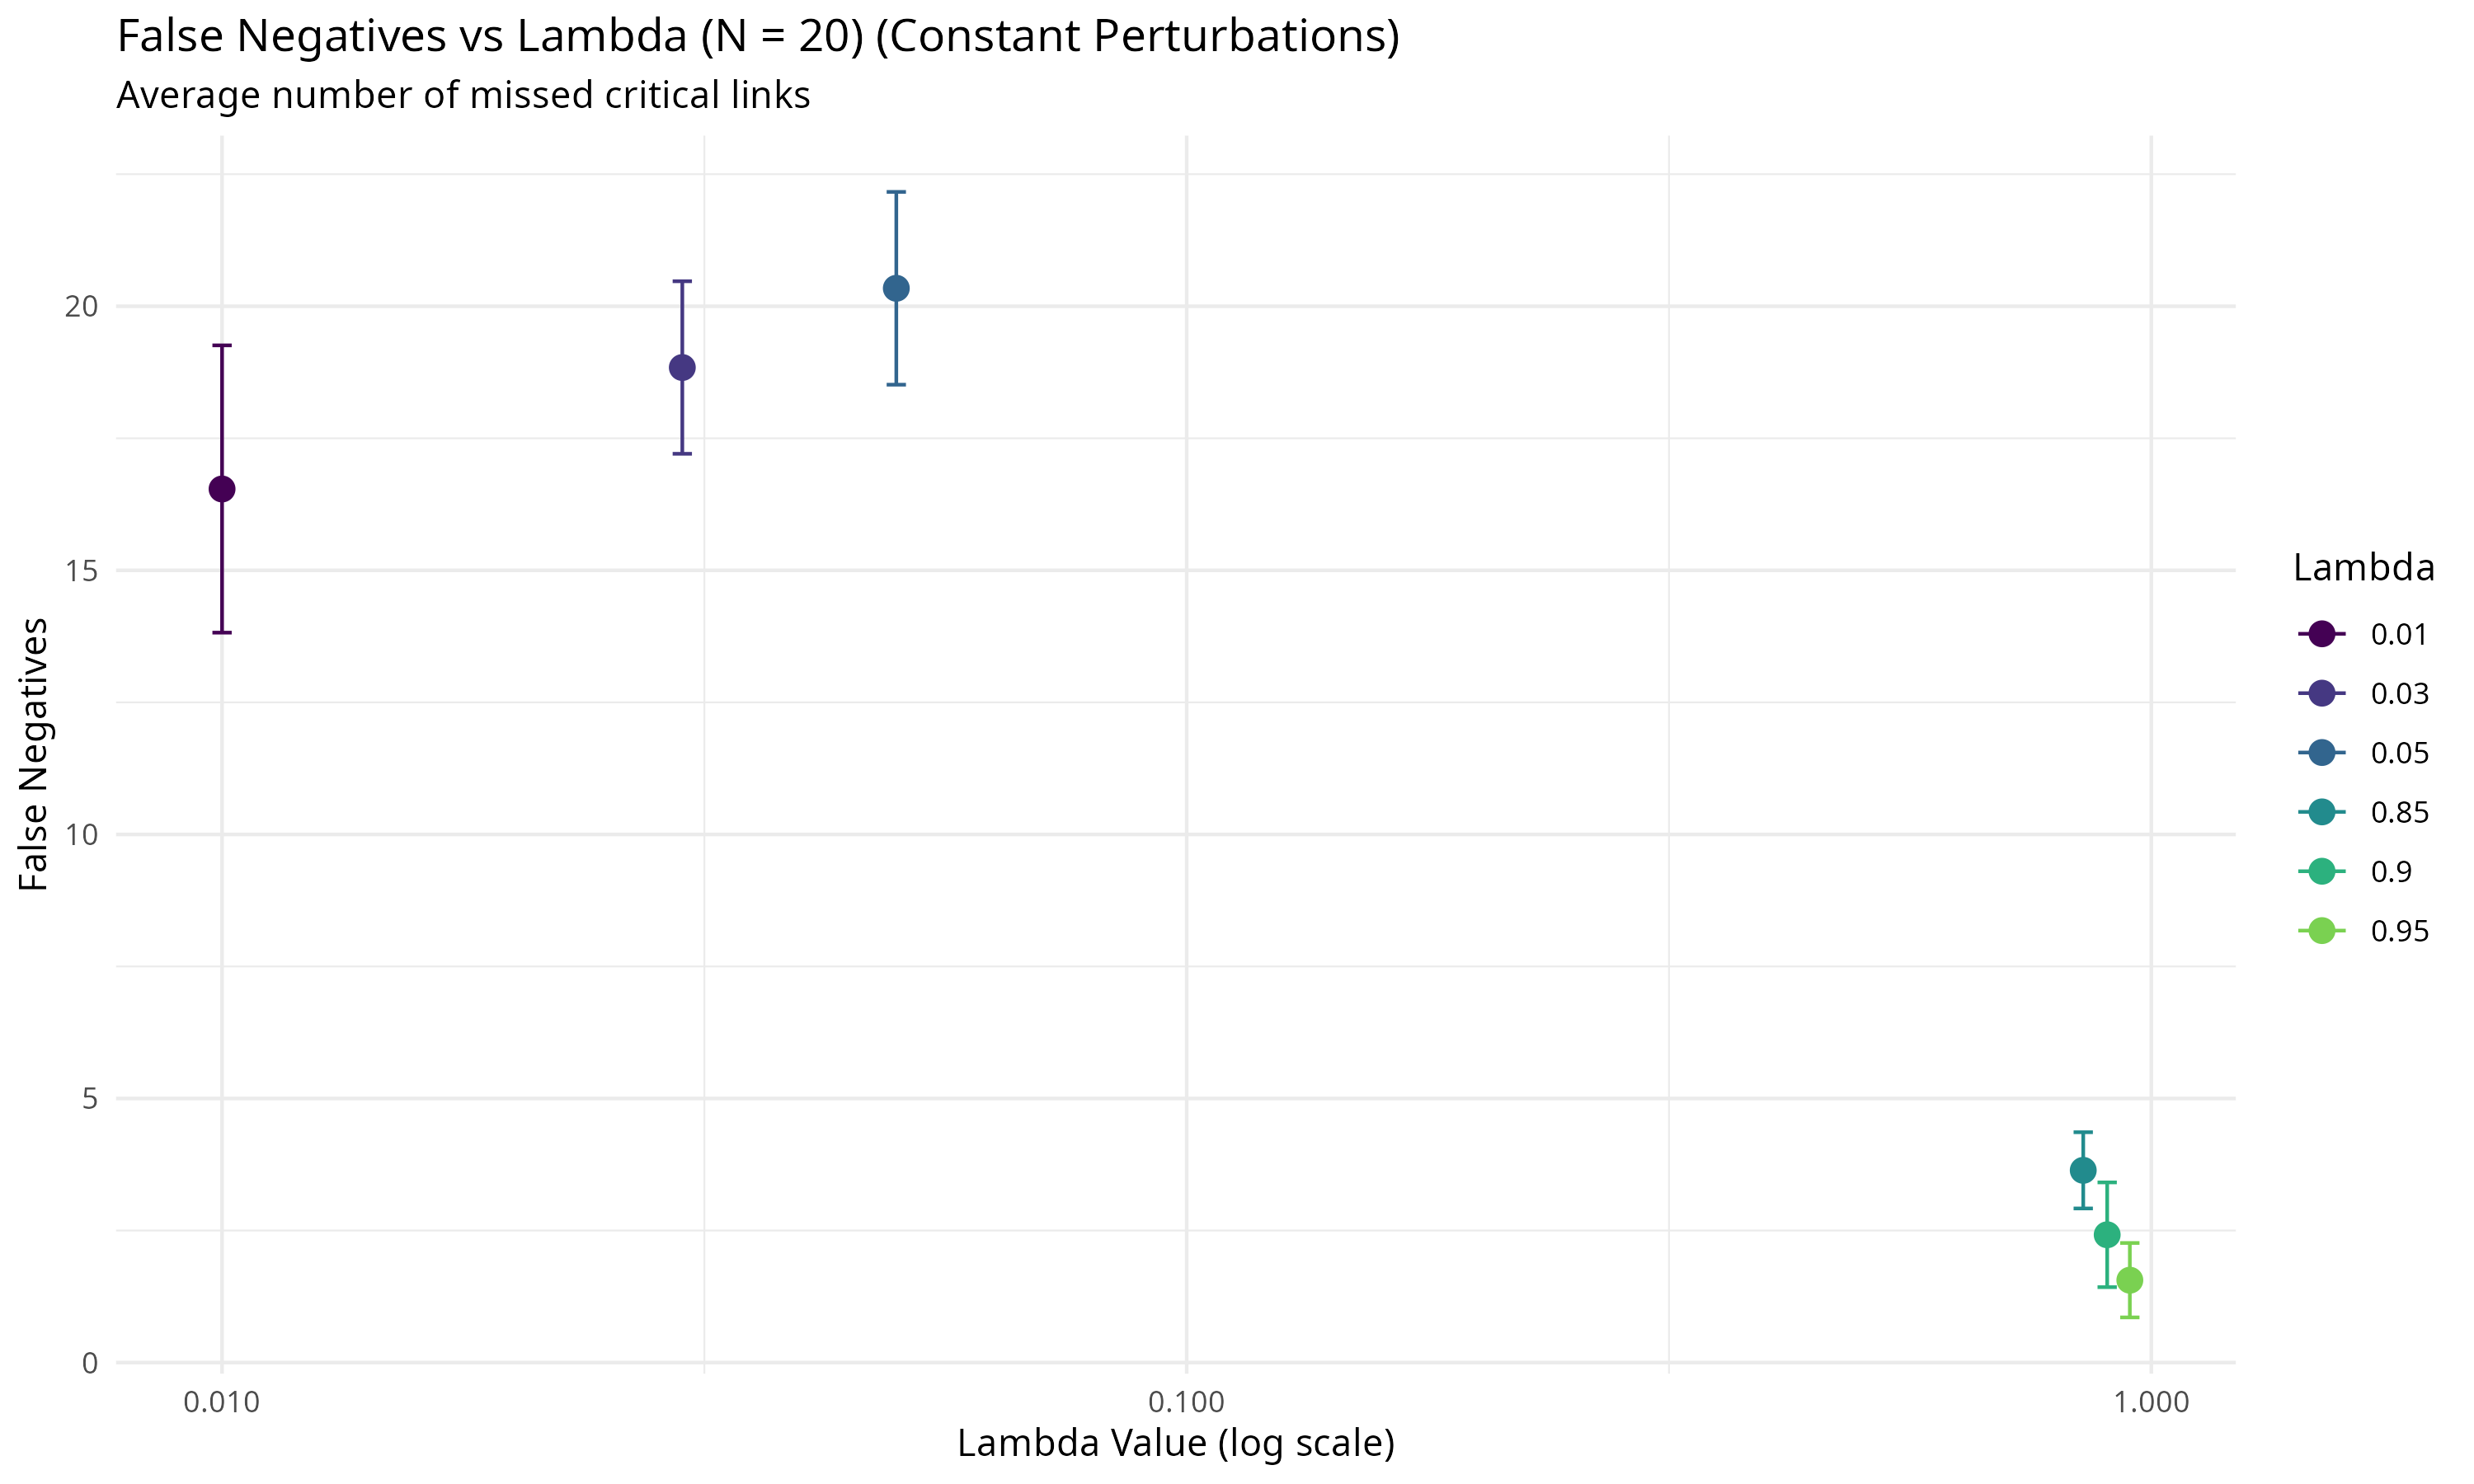 False Negatives vs Lambda (N = 20) (Constant Perturbations)
Average number of missed critical links
False Negatives
20
15
10
5
0
0.010
0.100
1.000
Lambda Value (log scale)
Lambda
0.01
0.03
0.05
0.85
0.9
0.95